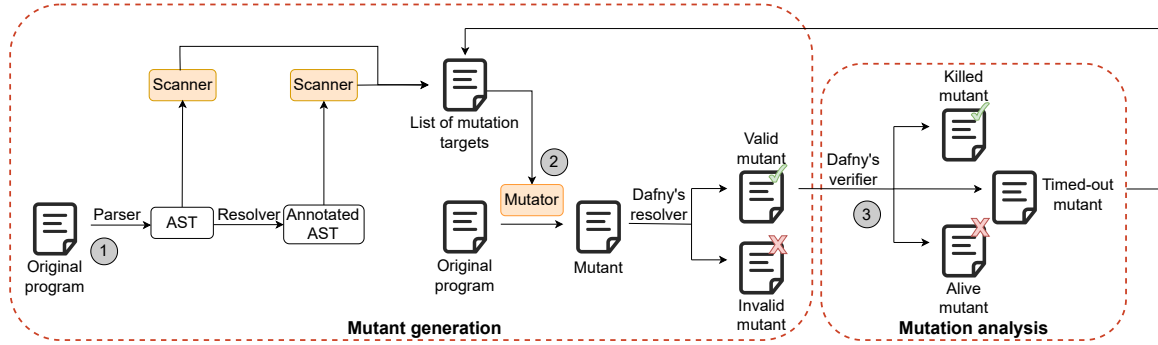 Scanner
Scanner
List of mutation
targets
Killed
mutant
Valid
mutant
Dafny's
verifier
2
Timed-out
mutant
Mutator
Dafny's
resolver
3
Parser
AST
Resolver
Annotated
AST
1
Original
program
Original
program
Mutant
Invalid
mutant
Alive
mutant
Mutant generation
Mutation analysis